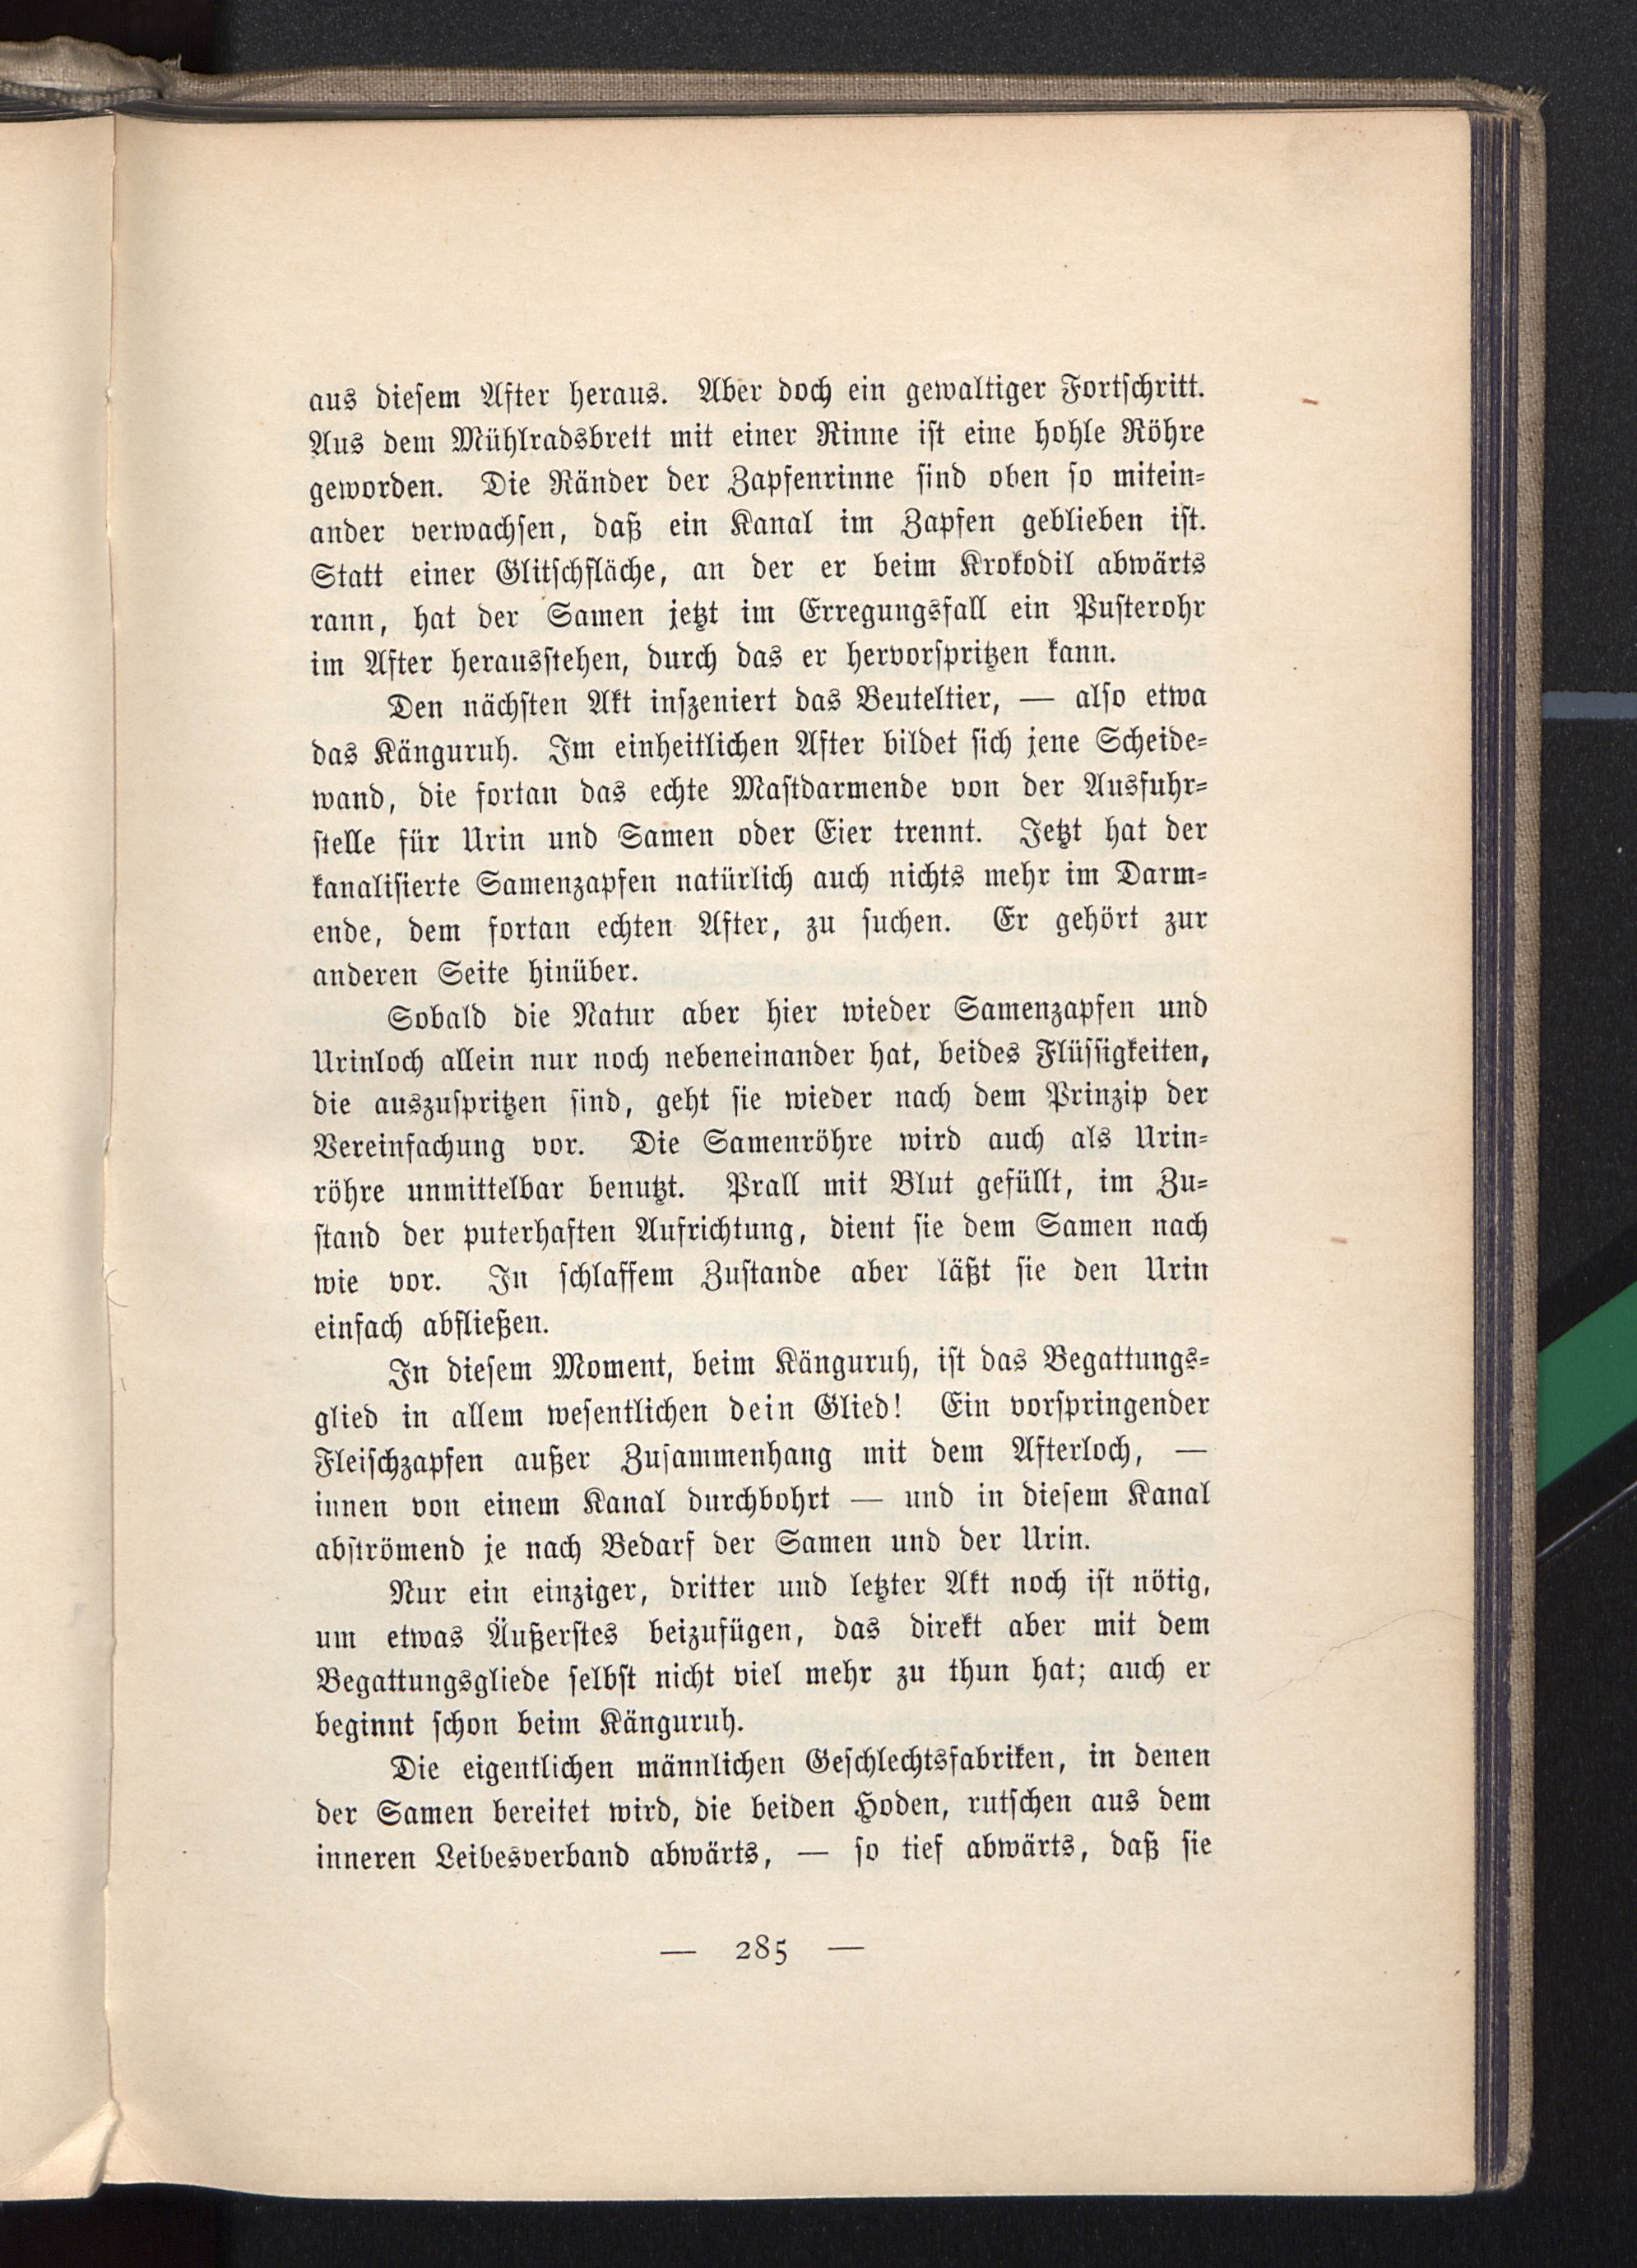 aus diesem After heraus. Aber doch ein gewaltiger Fortschritt.
Aus dem Mühlradsbrett mit einer Rinne ist eine hohle Röhre
geworden. Die Ränder der Zapfenrinne sind oben so mitein-
ander verwachsen, daß ein Kanal im Zapfen geblieben ist.
Statt einer Glitschfläche, an der er beim Krokodil abwärts
rann, hat der Samen jetzt im Erregungsfall ein Pusterohr
im After herausstehen, durch das er hervorspritzen kann.
Den nächsten Akt inszeniert das Beuteltier, — also etwa
das Känguruh. Im einheitlichen After bildet sich jene Scheide-
wand, die fortan das echte Mastdarmende von der Ausfuhr-
stelle für Urin und Samen oder Eier trennt. Jetzt hat der
kanalisierte Samenzapfen natürlich auch nichts mehr im Darm-
ende, dem fortan echten After, zu suchen. Er gehört zur
anderen Seite hinüber.
Sobald die Natur aber hier wieder Samenzapfen und
Urinloch allein nur noch nebeneinander hat, beides Flüssigkeiten,
die auszuspritzen sind, geht sie wieder nach dem Prinzip der
Vereinfachung vor. Die Samenröhre wird auch als Urin-
röhre unmittelbar benutzt. Prall mit Blut gefüllt, im Zu-
stand der puterhaften Aufrichtung, dient sie dem Samen nach
wie vor. In schlaffem Zustande aber läßt sie den Urin
einfach abfließen.
In diesem Moment, beim Känguruh, ist das Begattungs-
glied in allem wesentlichen dein Glied! Ein vorspringender
Fleischzapfen außer Zusammenhang mit dem Afterloch, —
innen von einem Kanal durchbohrt — und in diesem Kanal
abströmend je nach Bedarf der Samen und der Urin.
Nur ein einziger, dritter und letzter Akt noch ist nötig,
um etwas Äußerstes beizufügen, das direkt aber mit dem
Begattungsgliede selbst nicht viel mehr zu thun hat; auch er
beginnt schon beim Känguruh.
Die eigentlichen männlichen Geschlechtsfabriken, in denen
der Samen bereitet wird, die beiden Hoden, rutschen aus dem
inneren Leibesverband abwärts, — so tief abwärts, daß sie
— 285 —